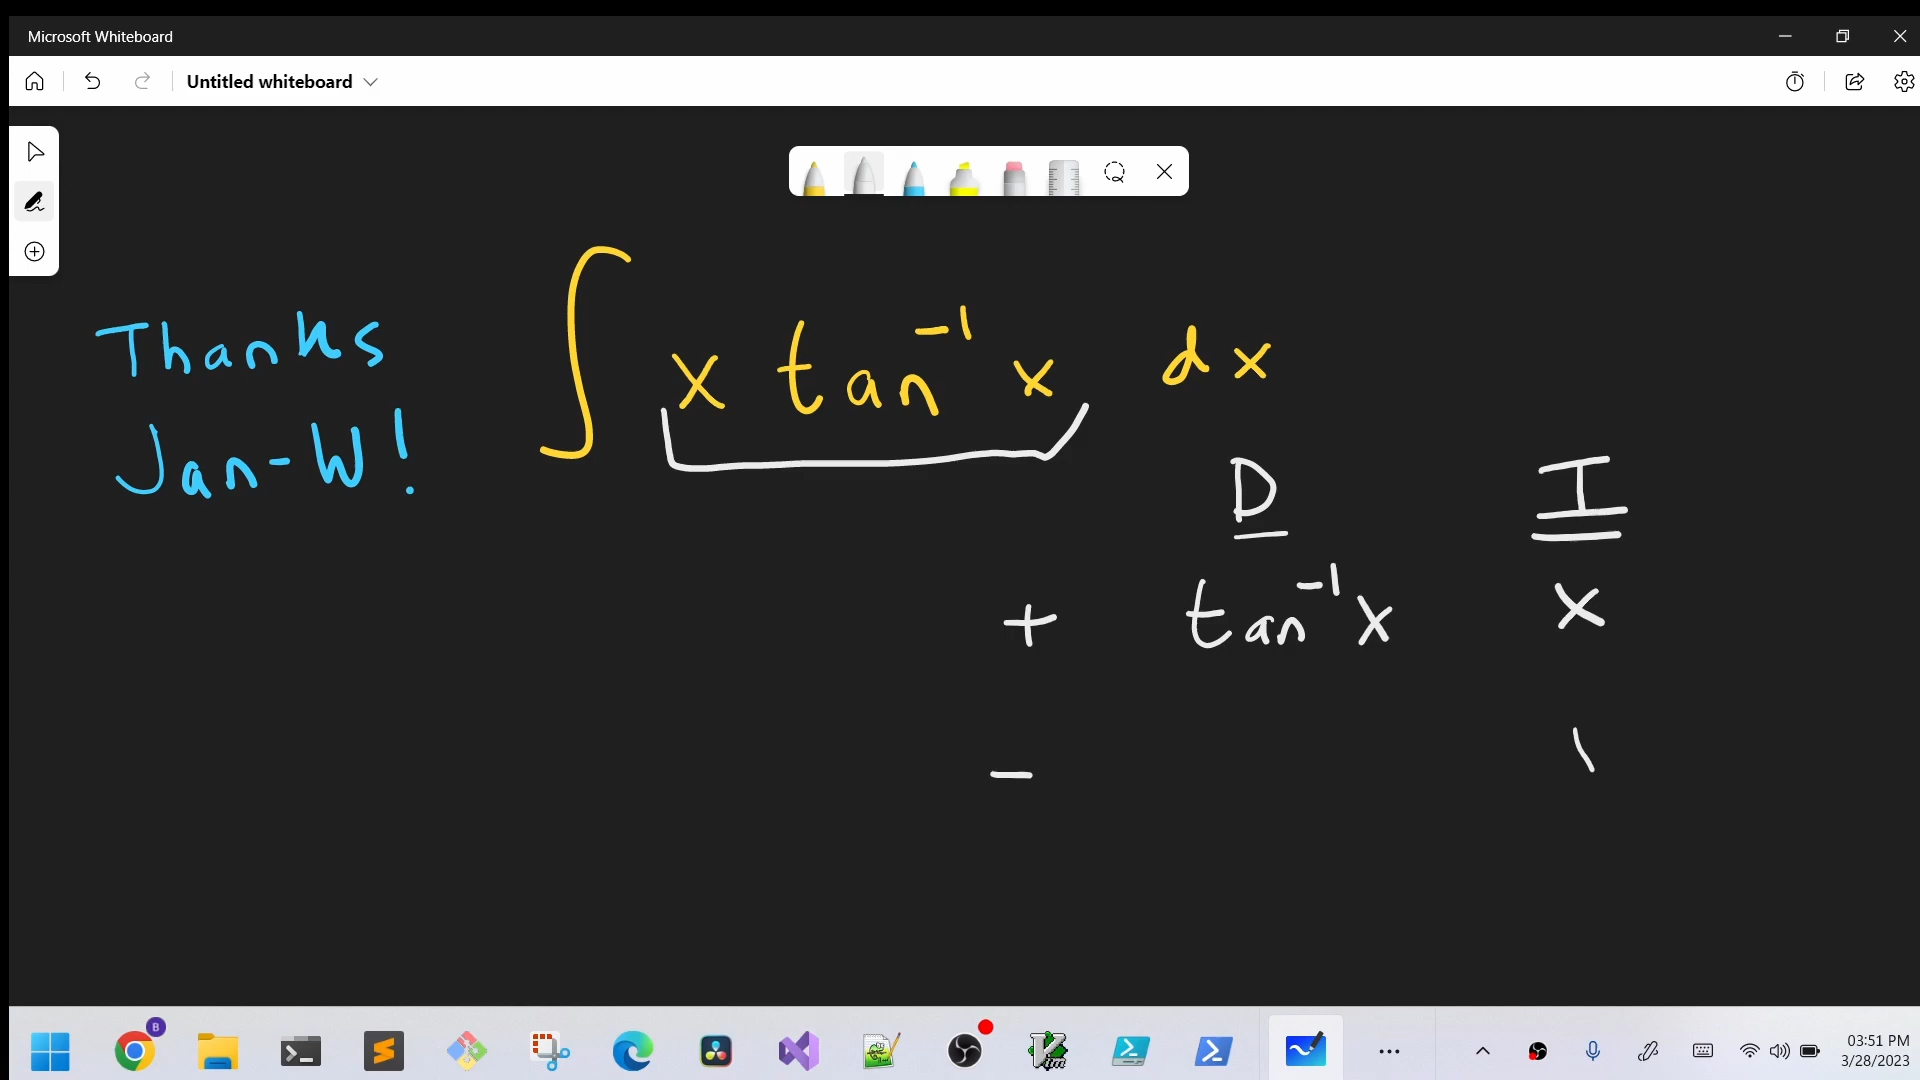 Microsoft Whiteboard
Untitled whiteboard
Thanks
Jan-W!
∫ x tan⁻¹ x dx
D I
+ tan⁻¹x x
- \
B
03:51 PM
3/28/2023